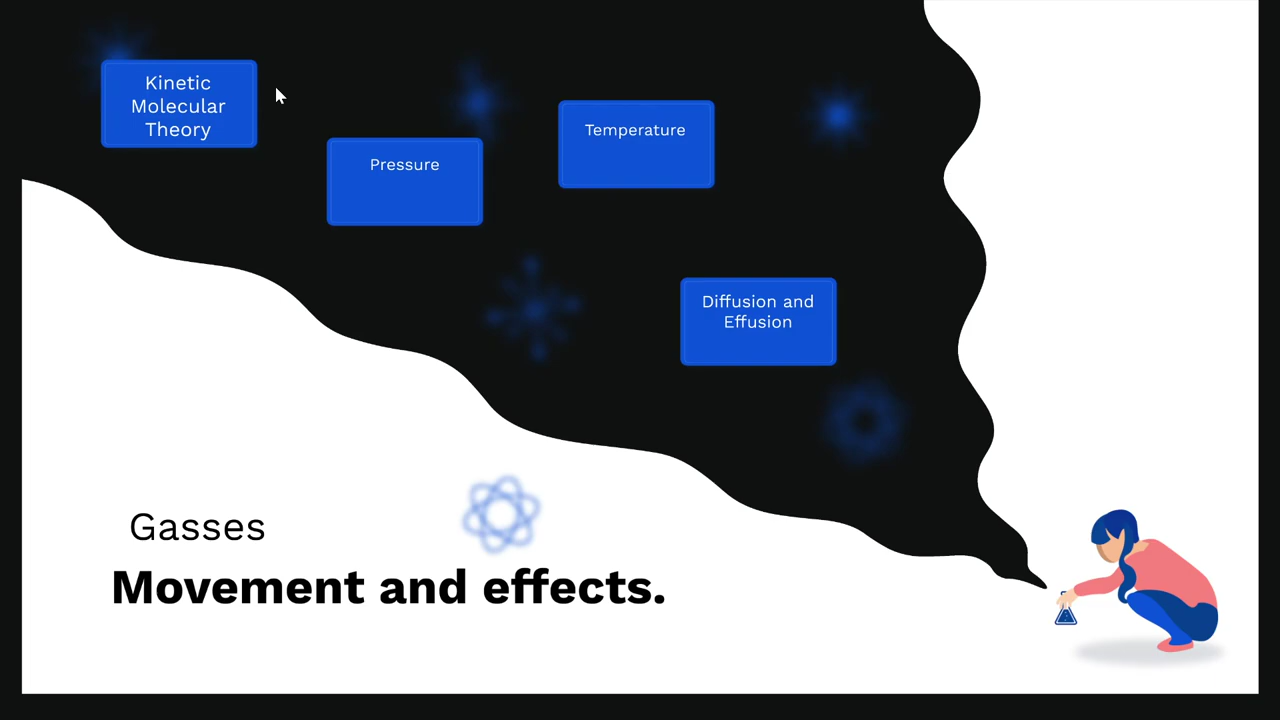 Kinetic
Molecular
Theory
Pressure
Temperature
Diffusion and
Effusion
Gasses
Movement and effects.